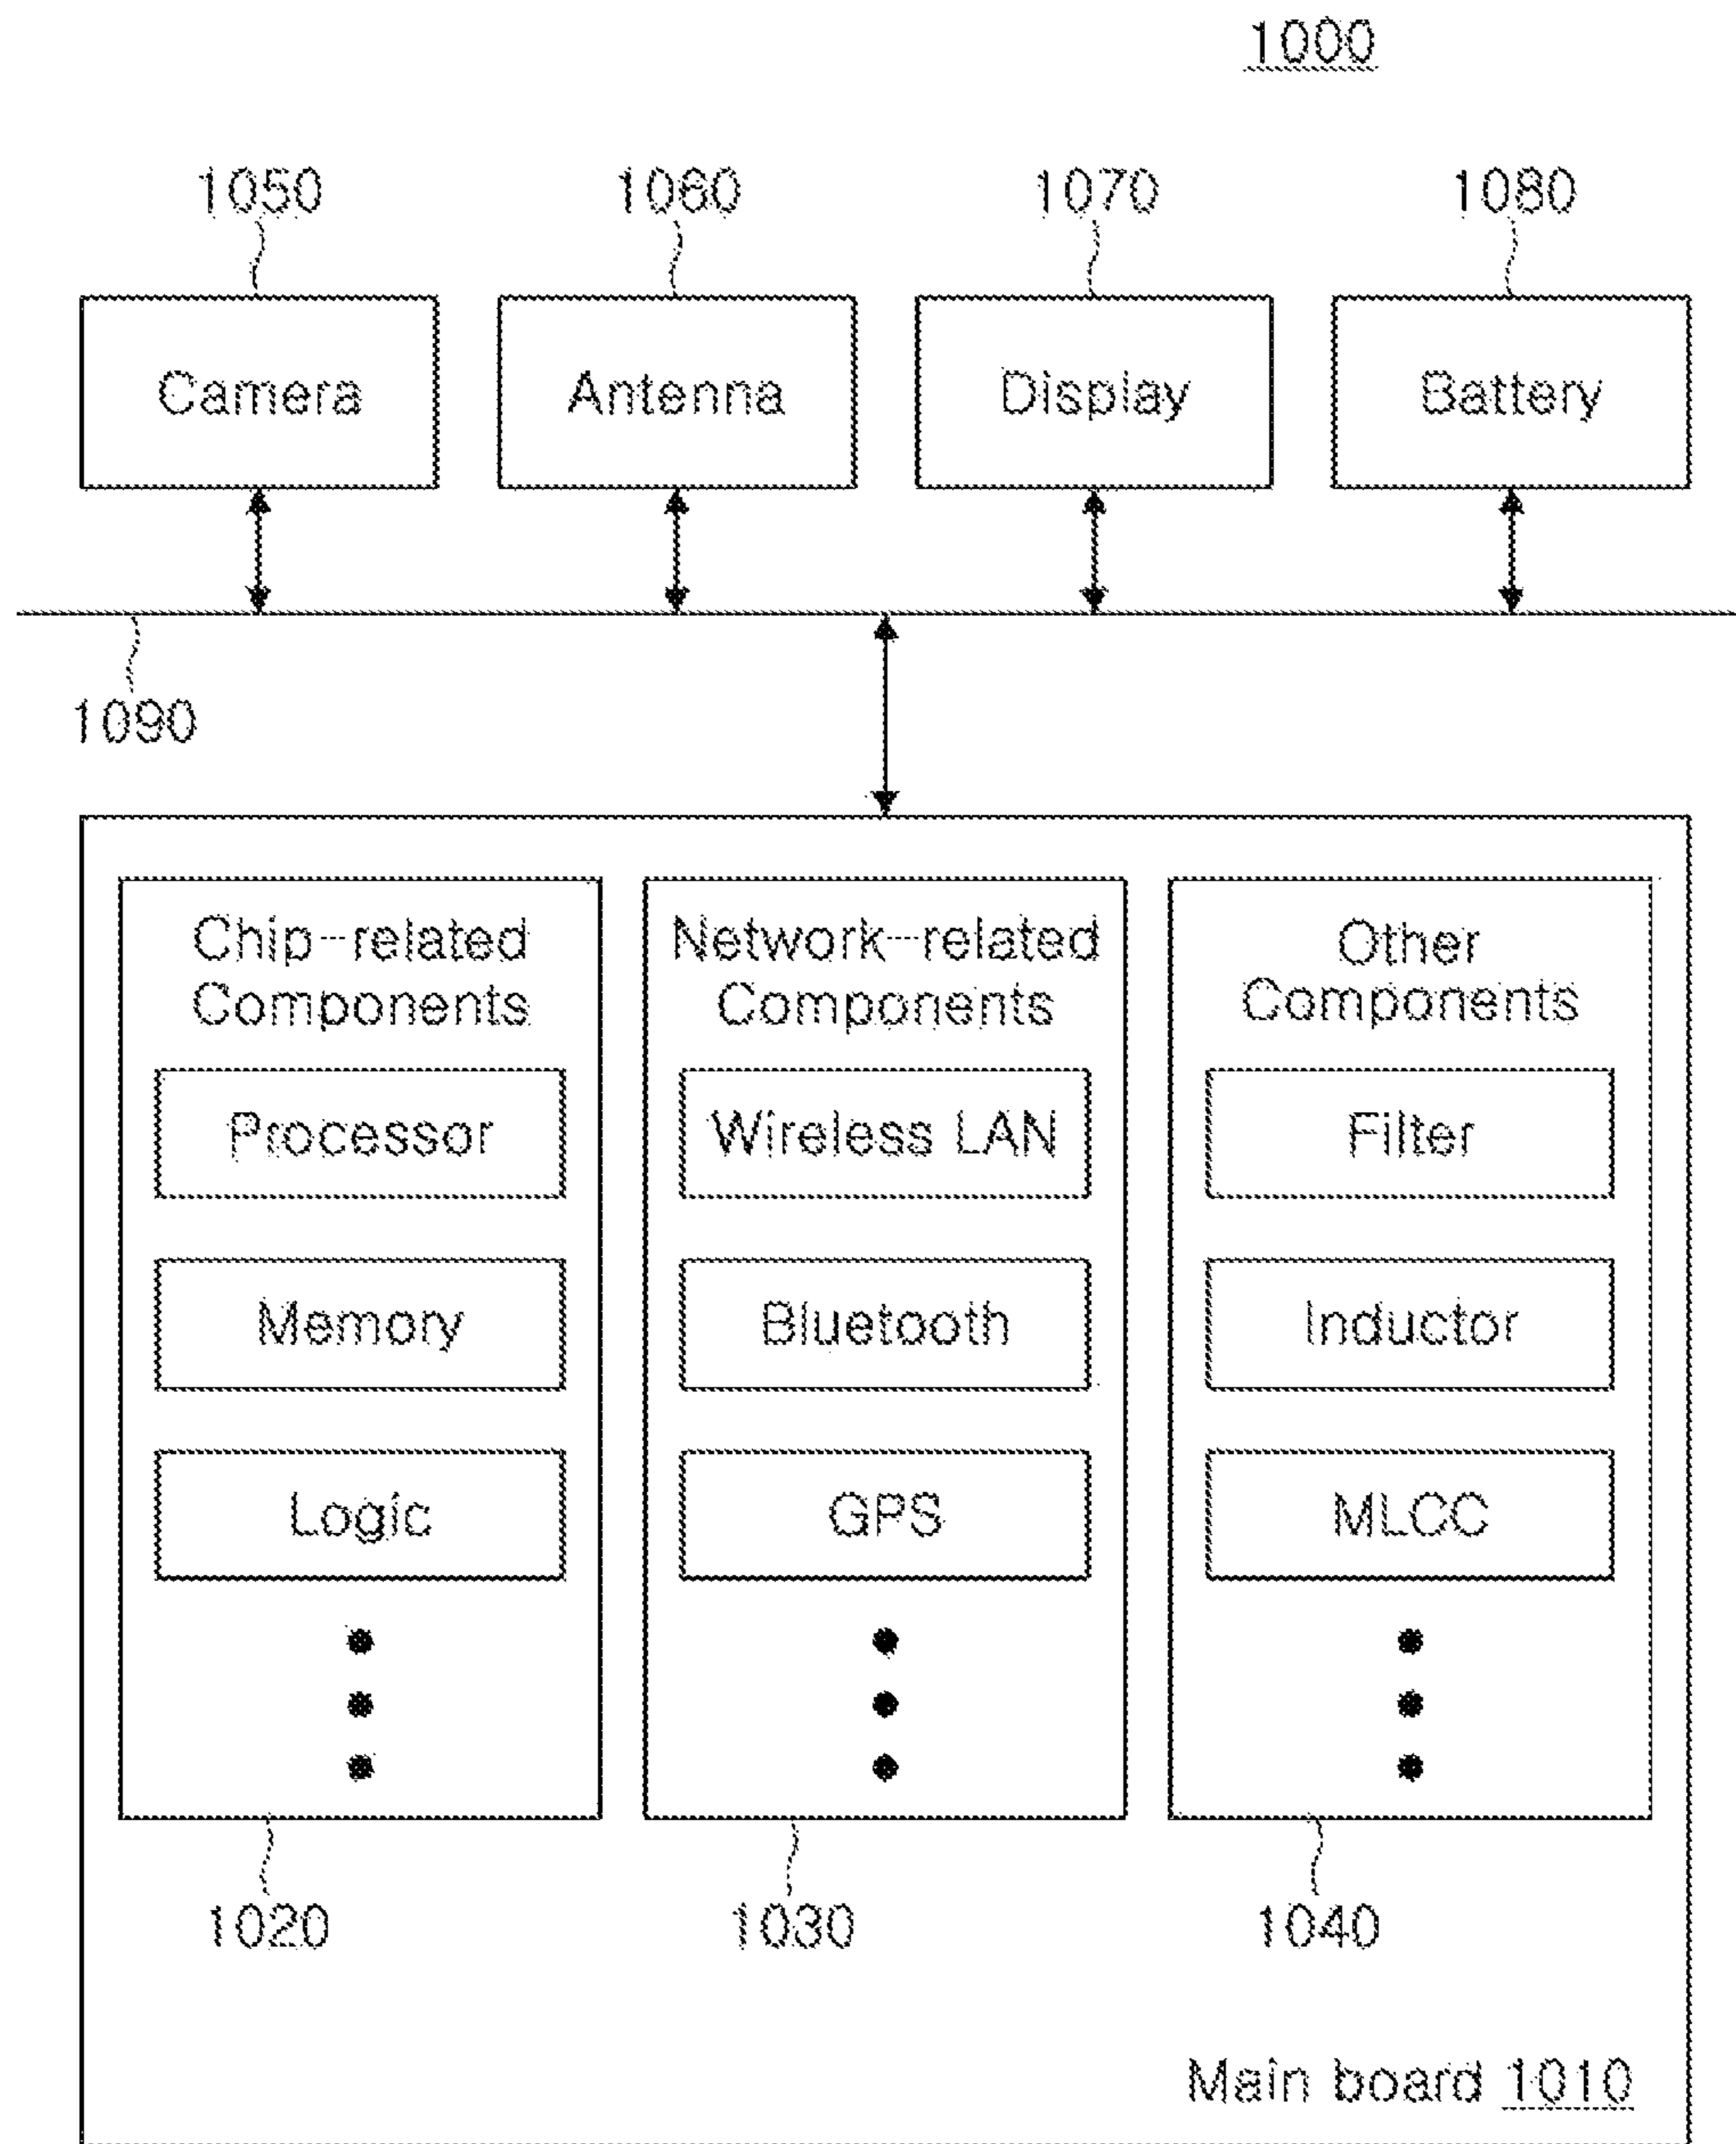 1000
1050
1060
1070
1080
Camera
Antenna
Display
Battery
1090
Chip-related
Components
Processor
Memory
Logic
1020
Network-related
Components
Wireless LAN
Bluetooth
GPS
1030
Other
Components
Filter
Inductor
MLCC
1040
Main board 1010